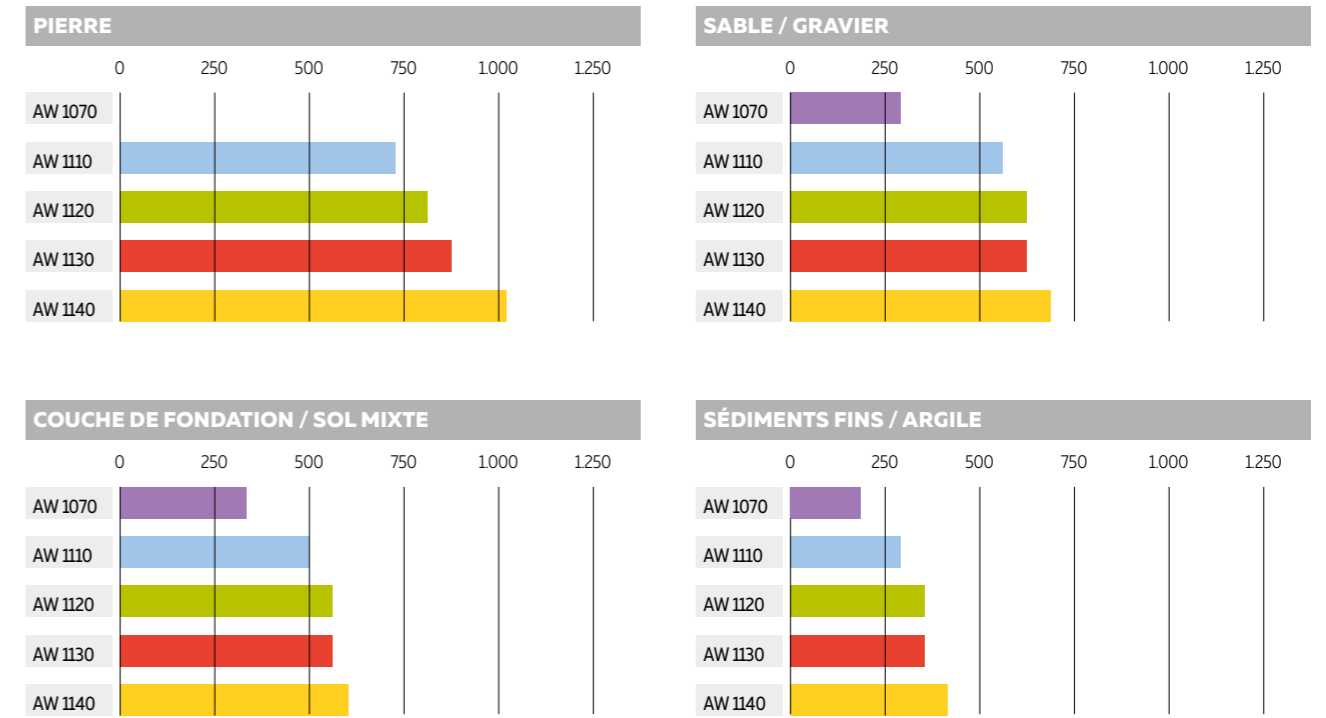 PIERRE
0 250 500 750 1.000 1.250
AW 1070
AW 1110
AW 1120
AW 1130
AW 1140
SABLE / GRAVIER
0 250 500 750 1.000 1.250
AW 1070
AW 1110
AW 1120
AW 1130
AW 1140
COUCHE DE FONDATION / SOL MIXTE
0 250 500 750 1.000 1.250
AW 1070
AW 1110
AW 1120
AW 1130
AW 1140
SÉDIMENTS FINS / ARGILE
0 250 500 750 1.000 1.250
AW 1070
AW 1110
AW 1120
AW 1130
AW 1140